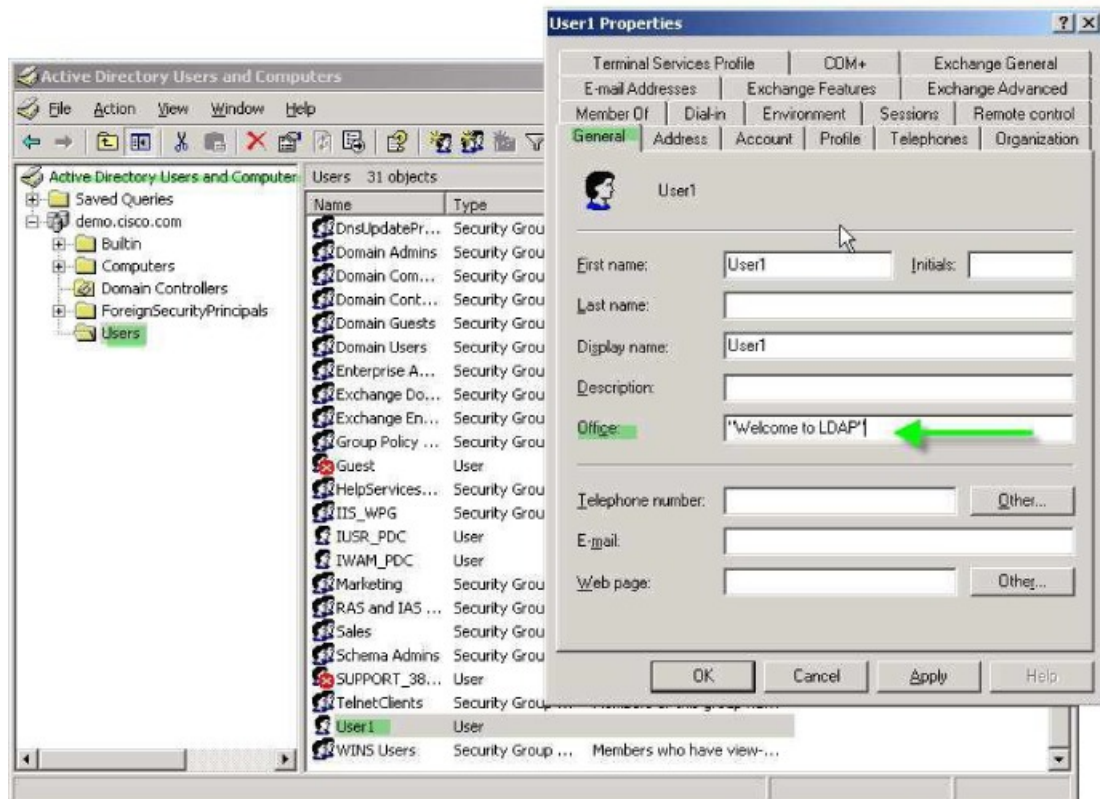 Active Directory Users and Computers
File Action View Window Help
Active Directory Users and Computer
Saved Queries
demo.cisco.com
Builtin
Computers
Domain Controllers
ForeignSecurityPrincipals
Users
Users 31 objects
Name Type
DnsUpdatePr... Security Grou
Domain Admins Security Grou
Domain Com... Security Grou
Domain Cont... Security Grou
Domain Guests Security Grou
Domain Users Security Grou
Enterprise A... Security Grou
Exchange Do... Security Grou
Exchange En... Security Grou
Group Policy ... Security Grou
Guest User
HelpServices... Security Grou
IIS_WPG Security Grou
IUSR_PDC User
IWAM_PDC User
Marketing Security Grou
RAS and IAS ... Security Grou
Sales Security Grou
Schema Admins Security Grou
SUPPORT_38... User
TelnetClients Security Group ...
User1 User
WINS Users Security Group ... Members who have view-...
User1 Properties
Terminal Services Profile COM+ Exchange General
E-mail Addresses Exchange Features Exchange Advanced
Member Of Dial-in Environment Sessions Remote control
General Address Account Profile Telephones Organization
User1
First name: User1 Initials:
Last name:
Display name: User1
Description:
Office: "Welcome to LDAP"
Telephone number: Other...
E-mail:
Web page: Other...
OK Cancel Apply Help